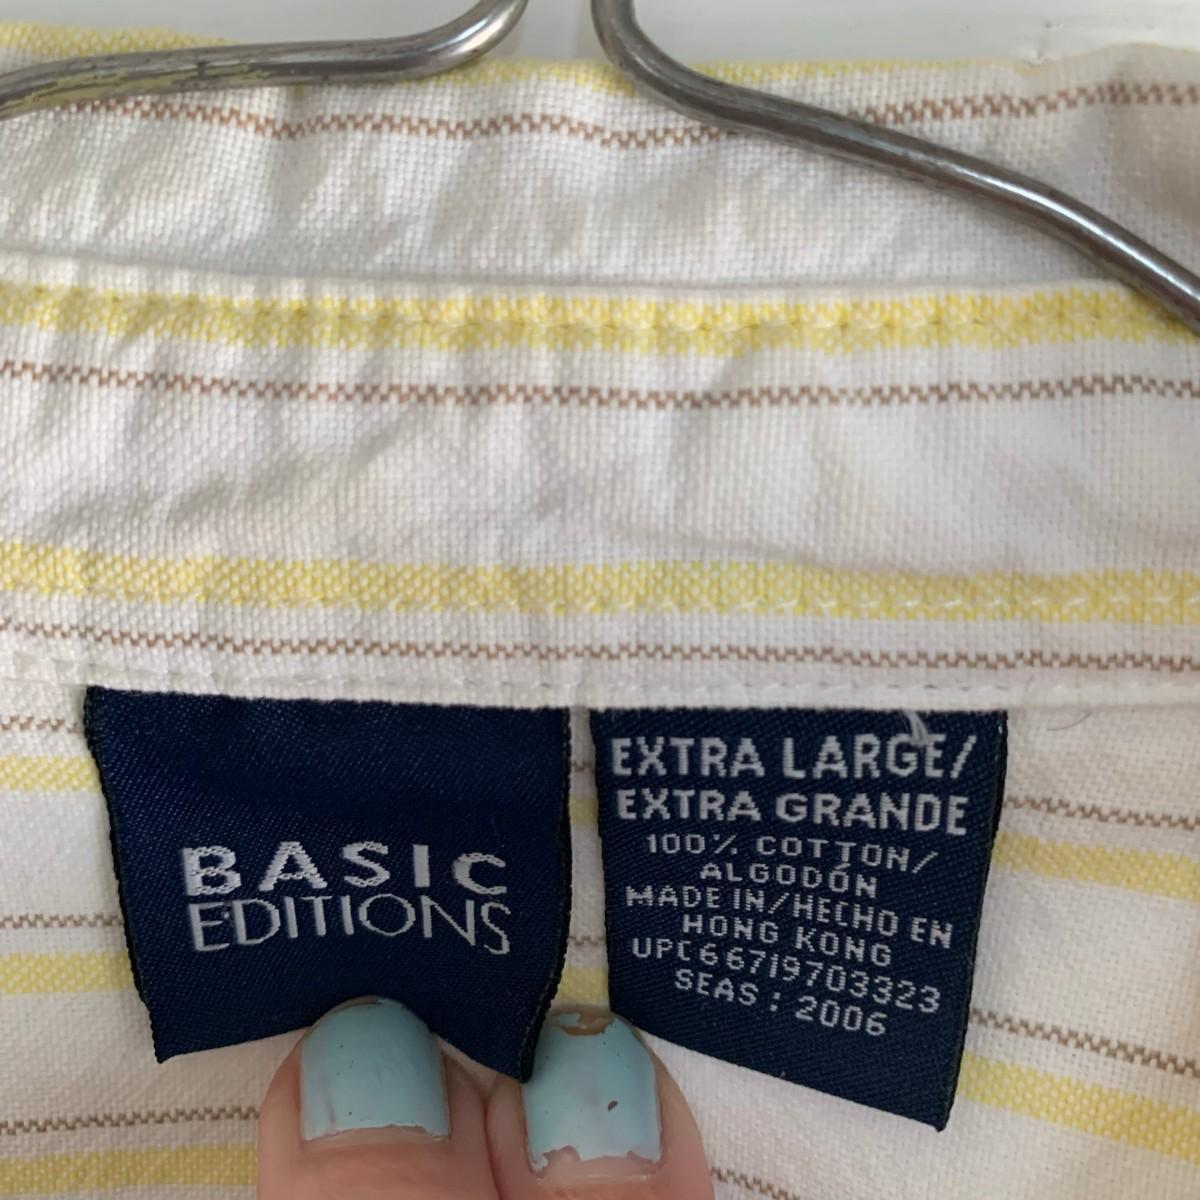 BASIC
EDITIONS
EXTRA LARGE/
EXTRA GRANDE
100% COTTON/
ALGODÓN
MADE IN/HECHO EN
HONG KONG
UPC66719703323
SEAS : 2006